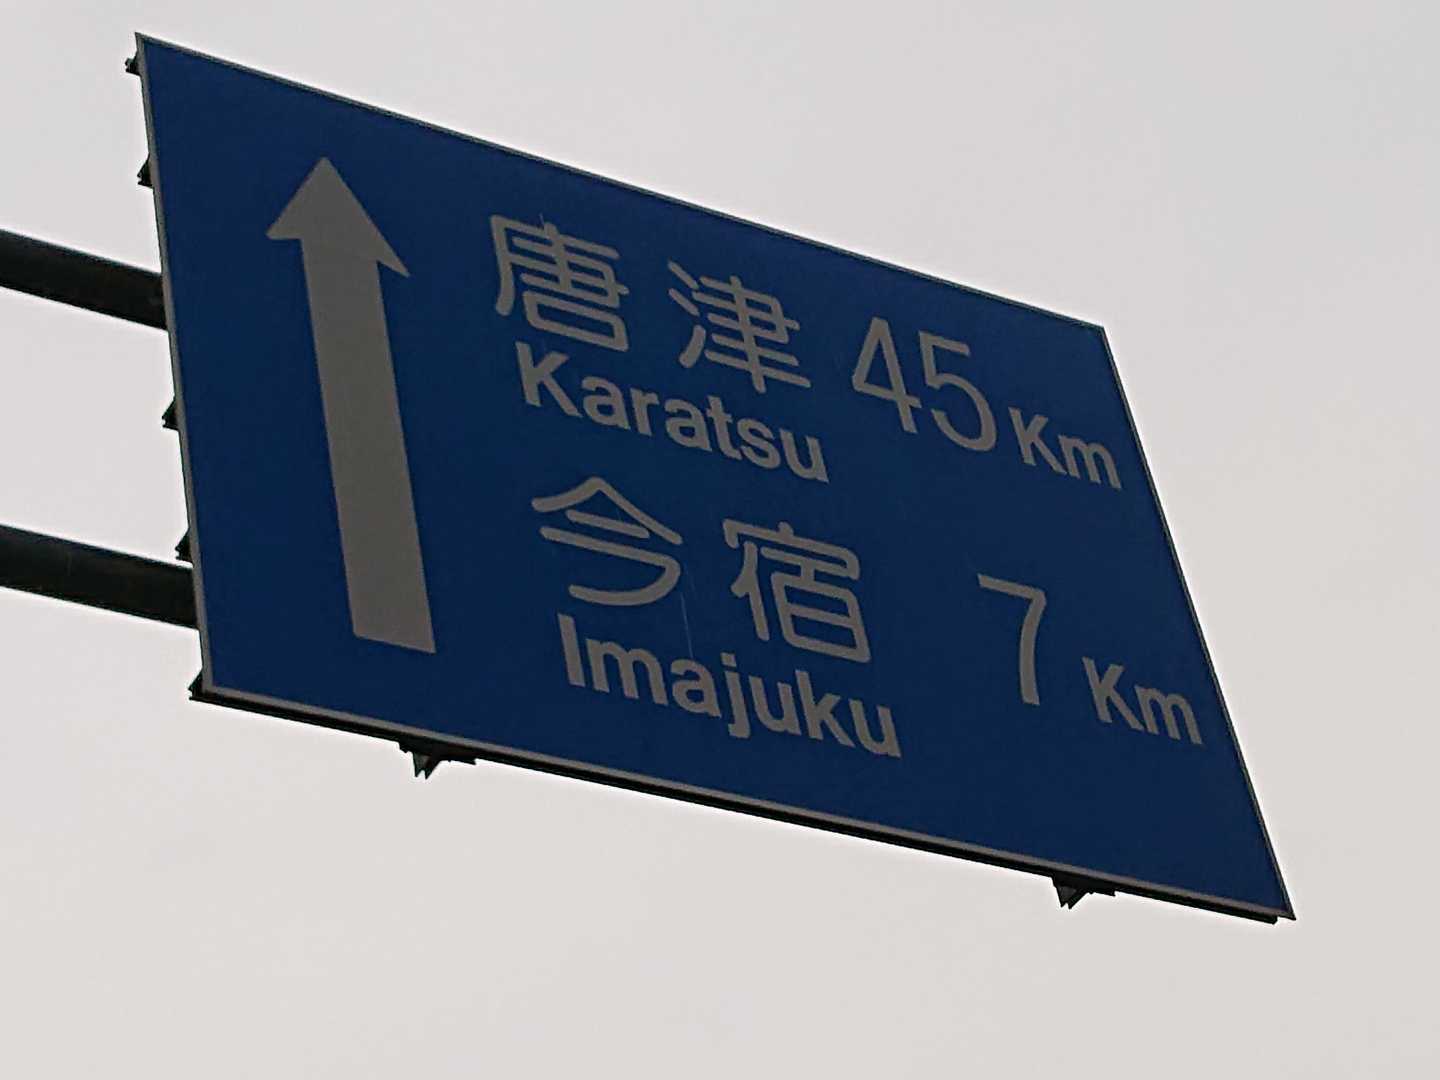 唐津 45 Km
Karatsu
今宿 7 Km
Imajuku